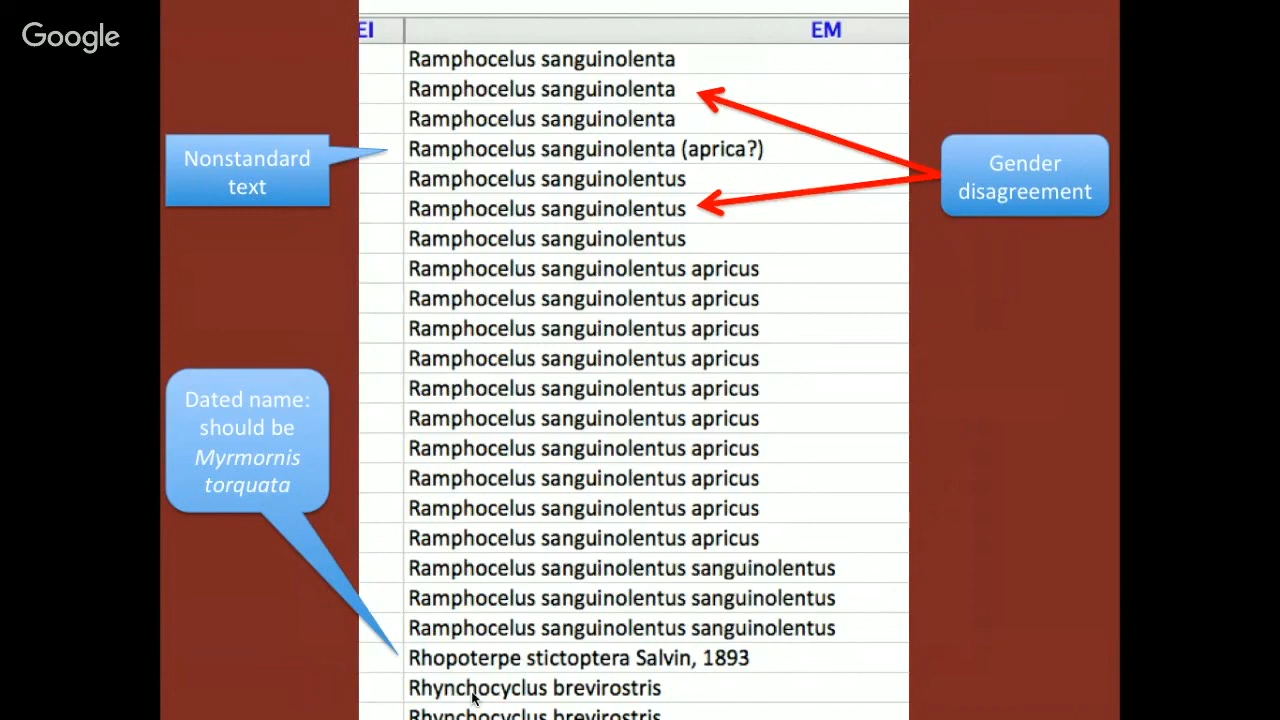 Google
EI
EM
Ramphocelus sanguinolenta
Ramphocelus sanguinolenta
Ramphocelus sanguinolenta
Ramphocelus sanguinolenta (aprica?)
Ramphocelus sanguinolentus
Ramphocelus sanguinolentus
Ramphocelus sanguinolentus
Ramphocelus sanguinolentus apricus
Ramphocelus sanguinolentus apricus
Ramphocelus sanguinolentus apricus
Ramphocelus sanguinolentus apricus
Ramphocelus sanguinolentus apricus
Ramphocelus sanguinolentus apricus
Ramphocelus sanguinolentus apricus
Ramphocelus sanguinolentus apricus
Ramphocelus sanguinolentus apricus
Ramphocelus sanguinolentus apricus
Ramphocelus sanguinolentus sanguinolentus
Ramphocelus sanguinolentus sanguinolentus
Ramphocelus sanguinolentus sanguinolentus
Rhopoterpe stictoptera Salvin, 1893
Rhynchocyclus brevirostris
Rhynchocyclus brevirostris
Nonstandard
text
Dated name:
should be
Myrmornis
torquata
Gender
disagreement